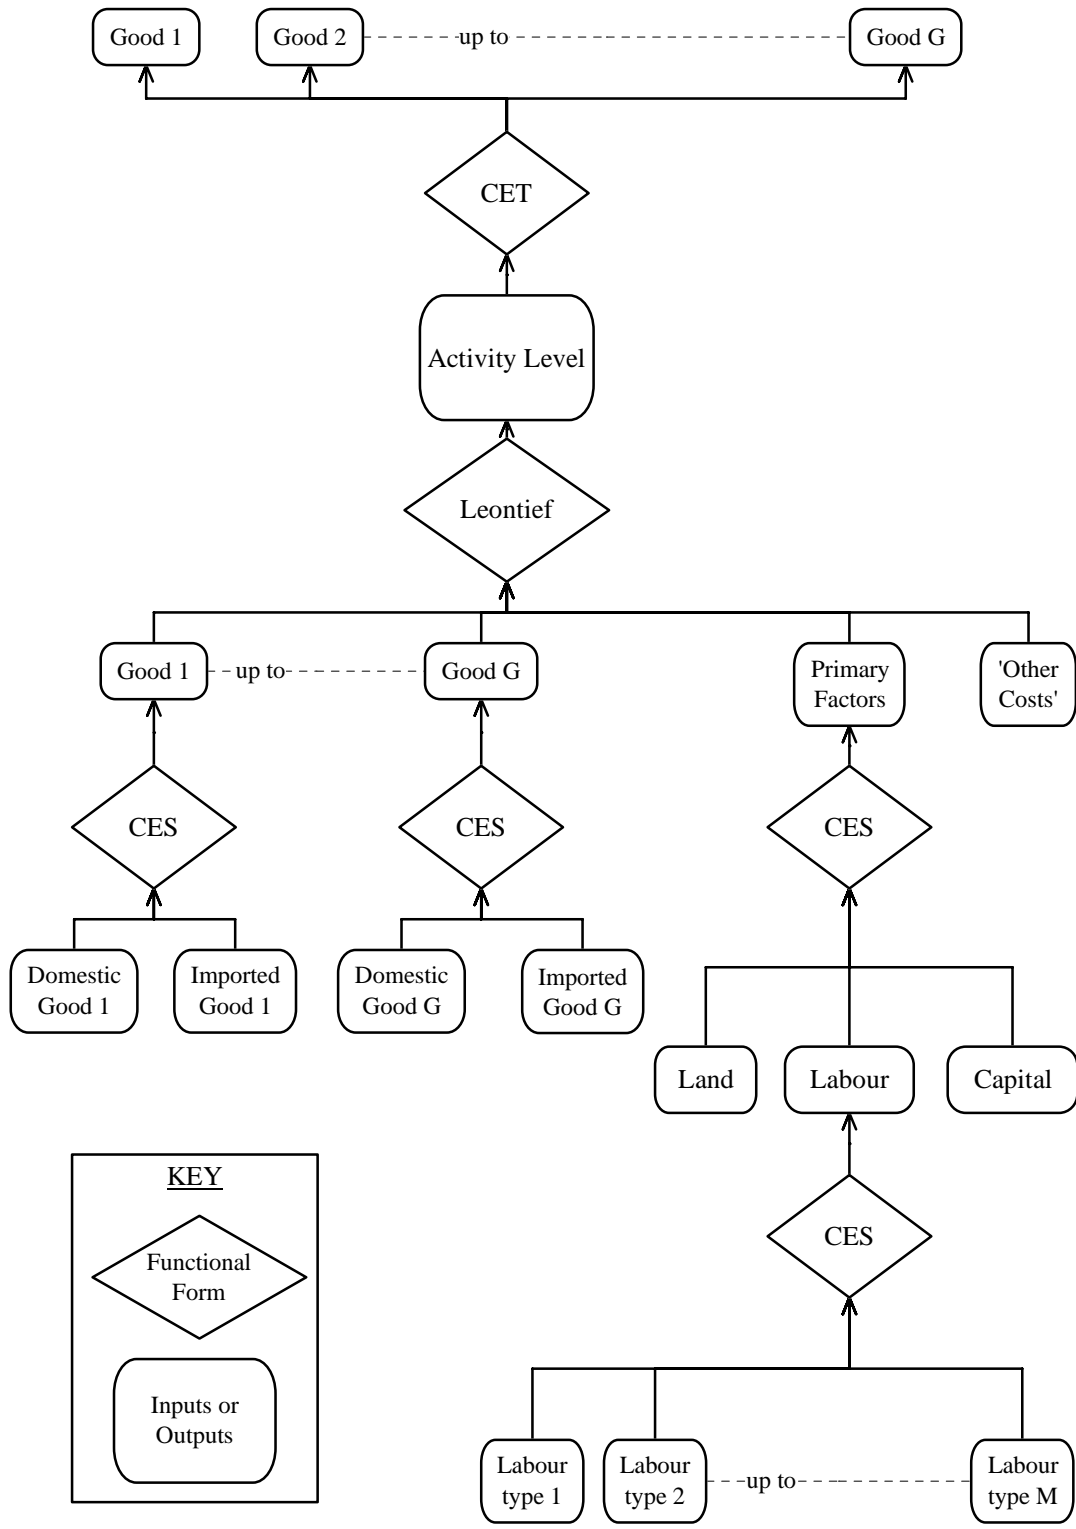 Good 1
Good 2
up to
Good G
CET
Activity Level
Leontief
Good 1
up to
Good G
Primary
Factors
'Other
Costs'
CES
CES
CES
Domestic
Good 1
Imported
Good 1
Domestic
Good G
Imported
Good G
Land
Labour
Capital
KEY
Functional
Form
Inputs or
Outputs
CES
Labour
type 1
Labour
type 2
up to
Labour
type M